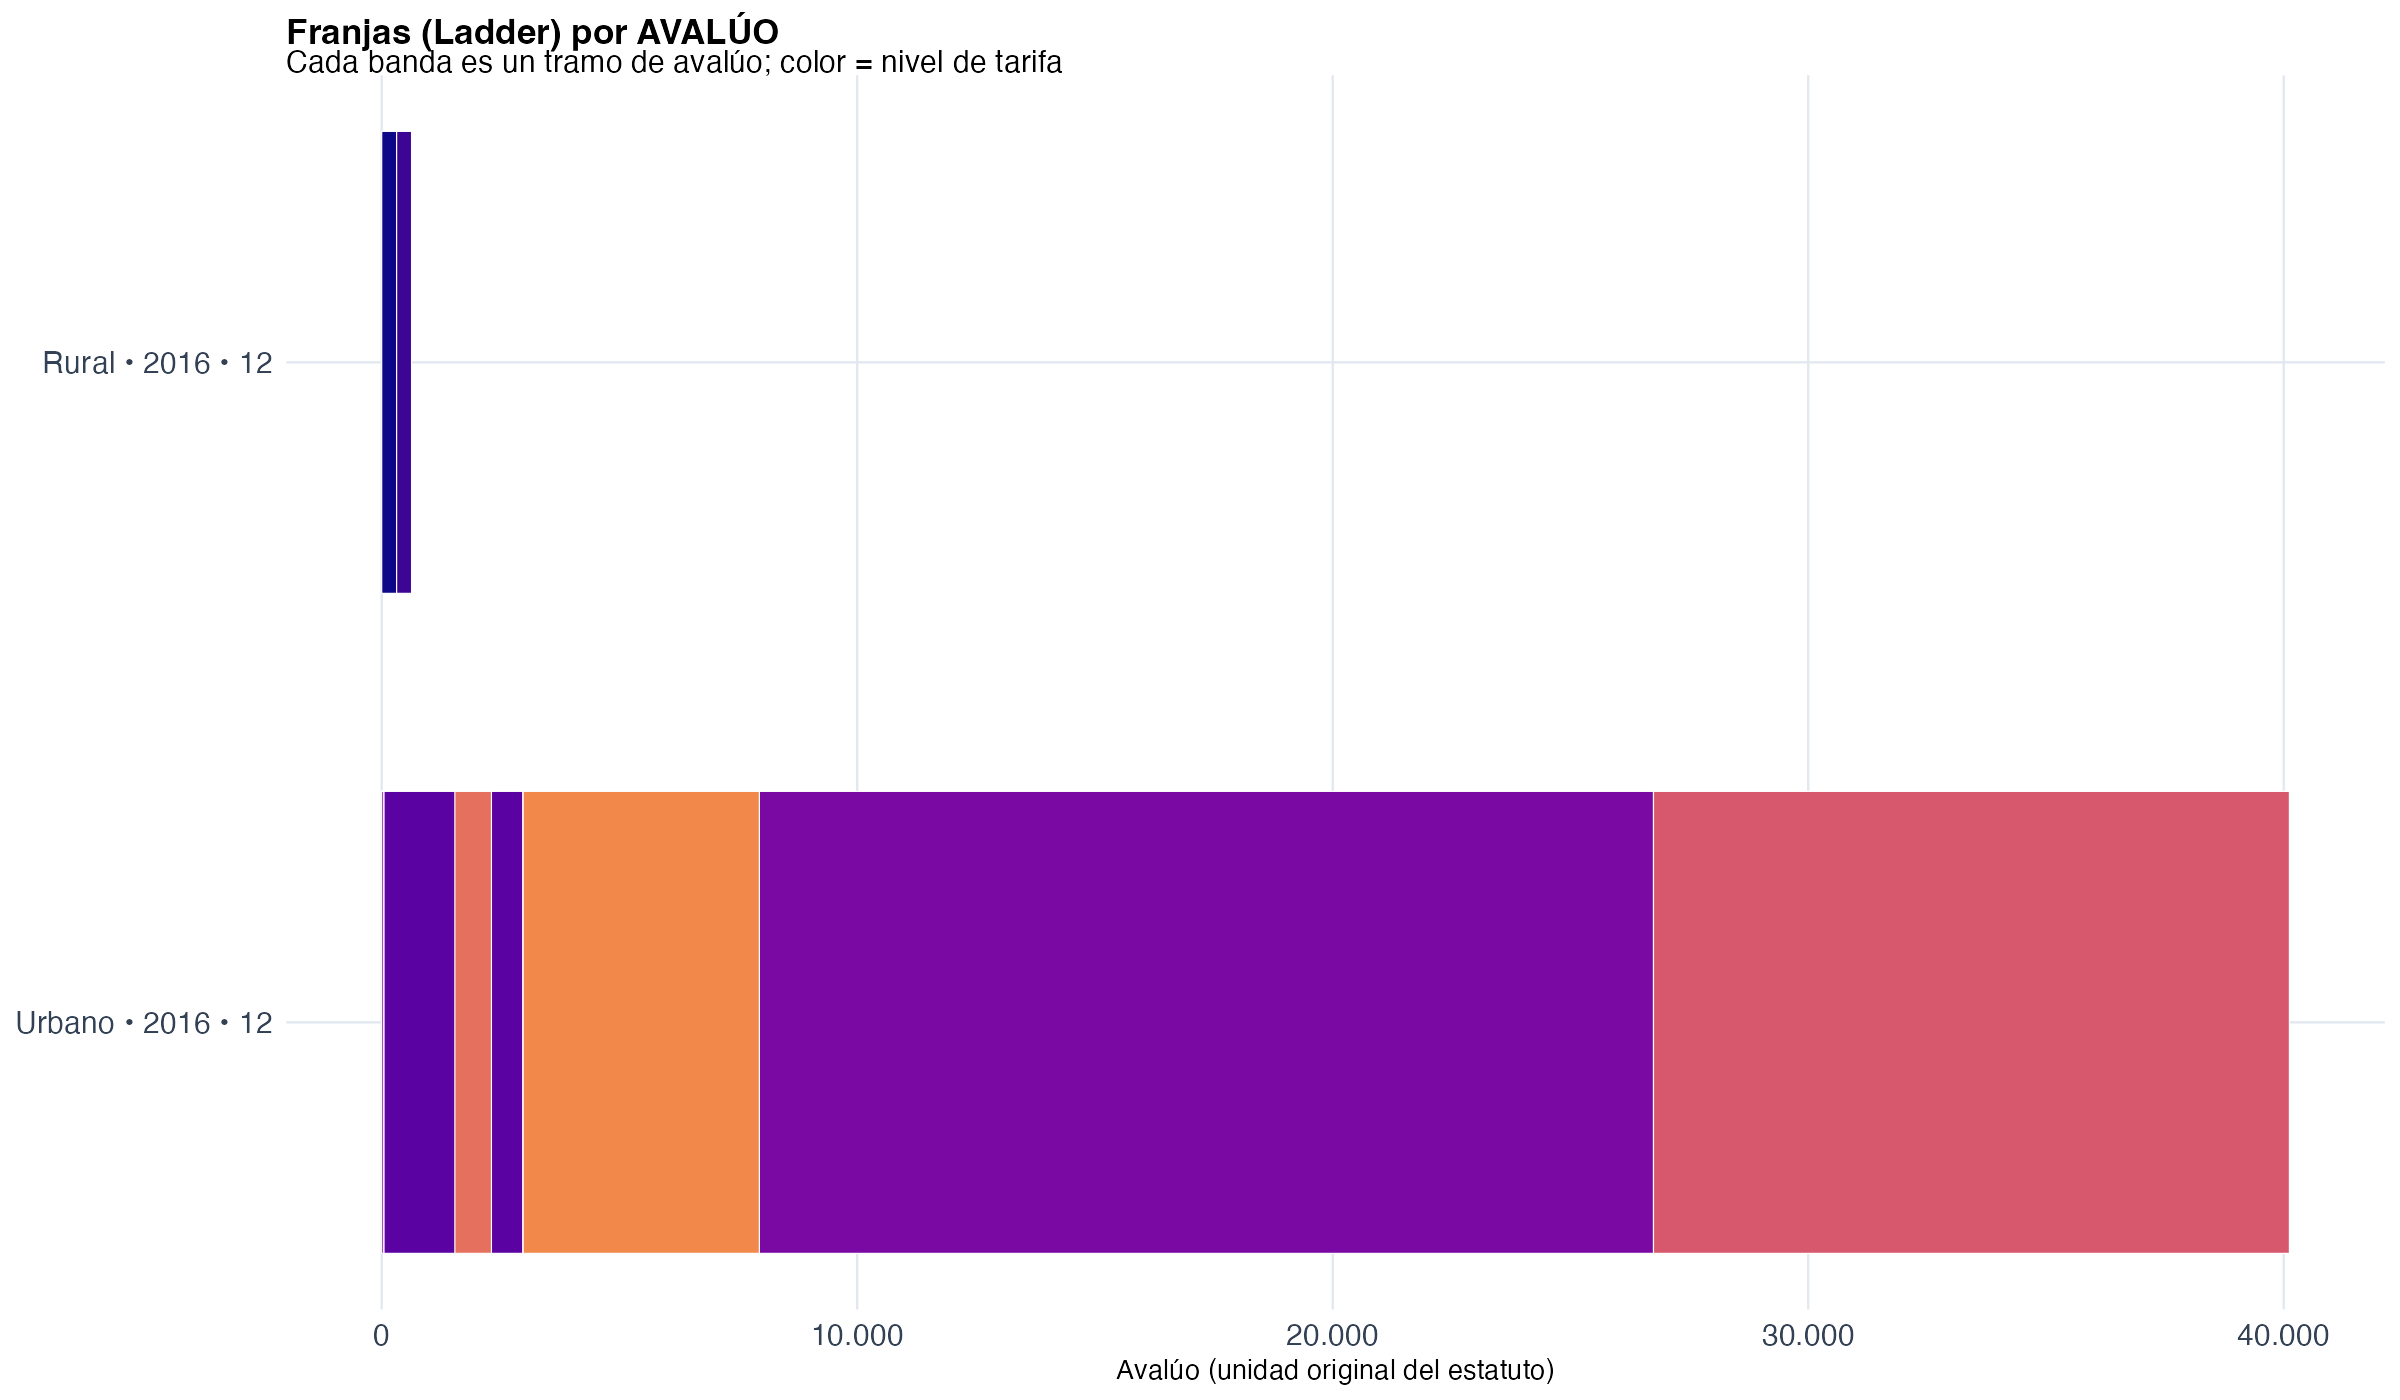 Franjas (Ladder) por AVALÚO
Cada banda es un tramo de avalúo; color = nivel de tarifa
Rural • 2016 • 12
Urbano • 2016 • 12
0 10.000 20.000 30.000 40.000
Avalúo (unidad original del estatuto)